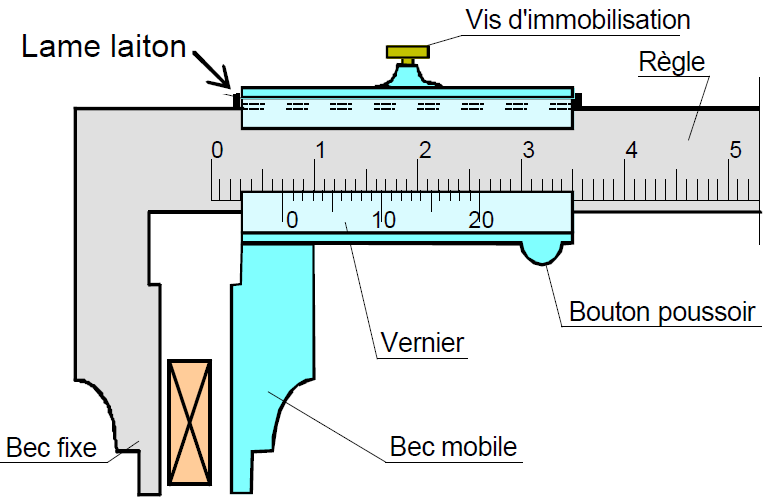 Vis d'immobilisation
Lame laiton
Règle
0 1 2 3 4 5
0 10 20
Bouton poussoir
Vernier
Bec fixe
Bec mobile